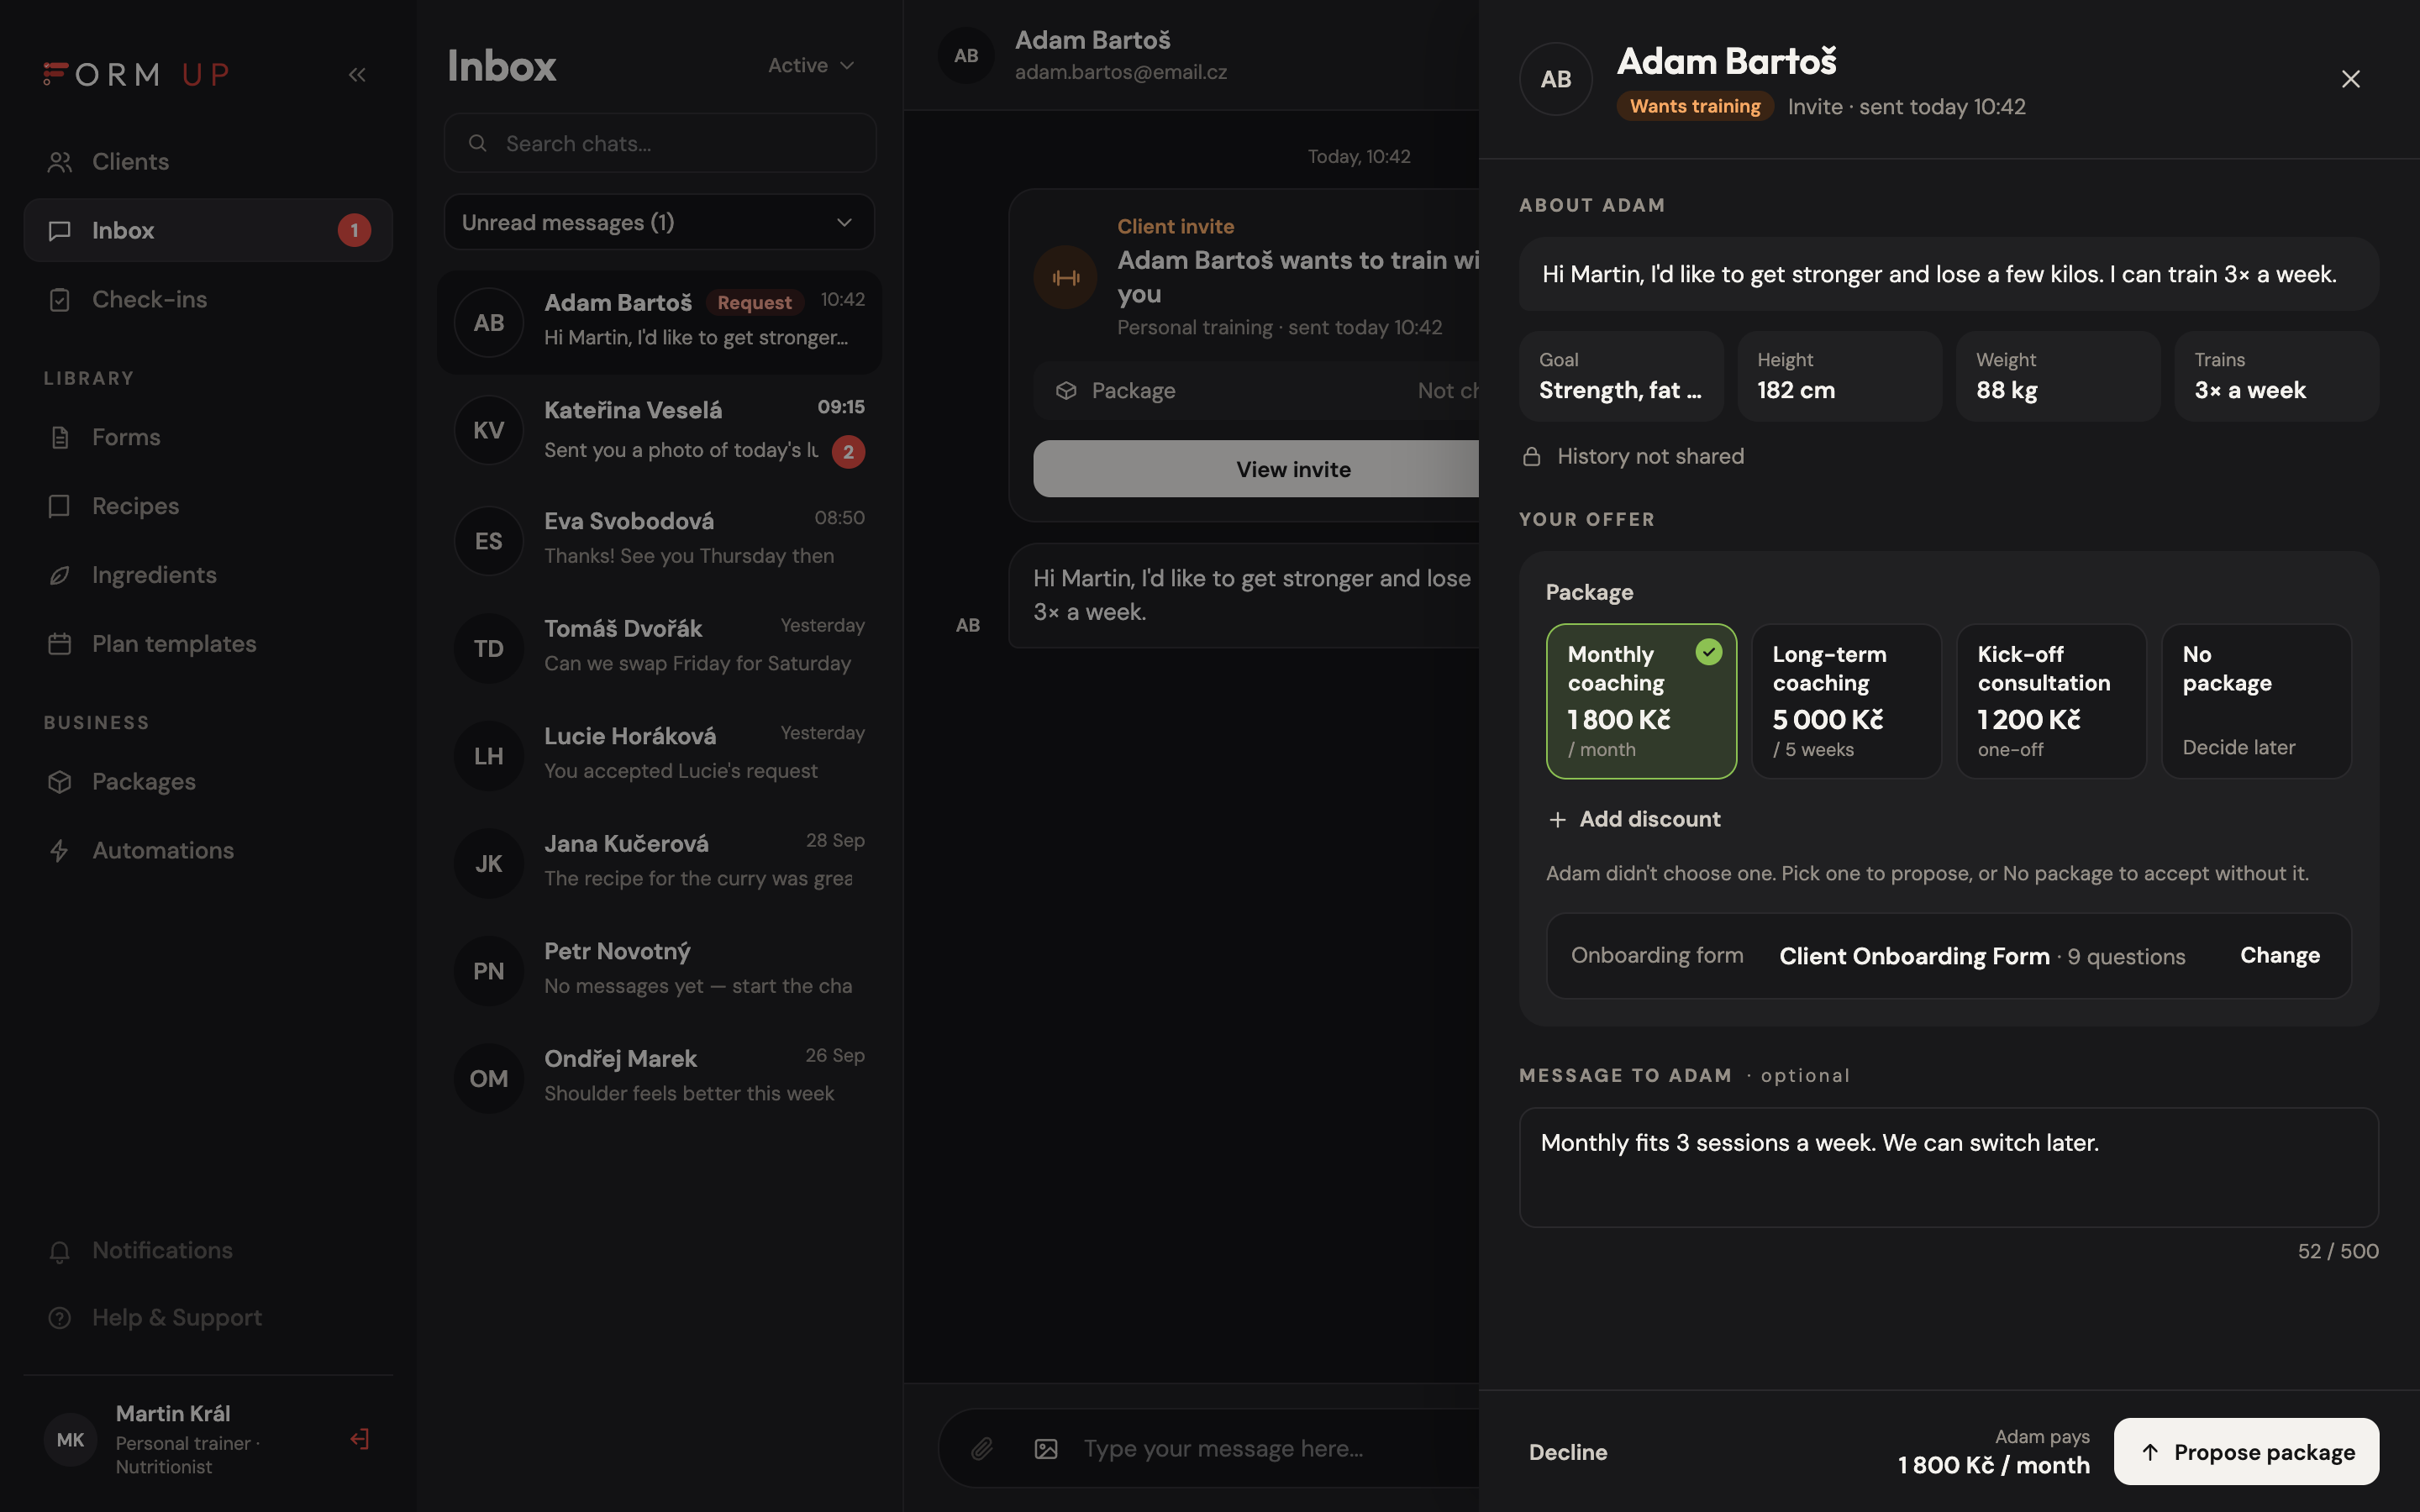 FORM UP
Clients
Inbox
1
Check-ins
LIBRARY
Forms
Recipes
Ingredients
Plan templates
BUSINESS
Packages
Automations
Notifications
Help & Support
MK
Martin Král
Personal trainer ·
Nutritionist
Inbox
Active
Search chats...
Unread messages (1)
AB
Adam Bartoš
Request
10:42
Hi Martin, I'd like to get stronger...
KV
Kateřina Veselá
09:15
Sent you a photo of today's
2
ES
Eva Svobodová
08:50
Thanks! See you Thursday then
TD
Tomáš Dvořák
Yesterday
Can we swap Friday for Saturday
LH
Lucie Horáková
Yesterday
You accepted Lucie's request
JK
Jana Kučerová
28 Sep
The recipe for the curry was
PN
Petr Novotný
No messages yet — start the
OM
Ondřej Marek
26 Sep
Shoulder feels better this week
AB
Adam Bartoš
adam.bartos@email.cz
Today, 10:42
Client invite
Adam Bartoš wants to train
you
Personal training · sent today 10:42
Package
Not
View invite
Hi Martin, I'd like to get stronger and lose
3× a week.
AB
AB
Adam Bartoš
Wants training
Invite · sent today 10:42
ABOUT ADAM
Hi Martin, I'd like to get stronger and lose a few kilos. I can train 3× a week.
Goal
Strength, fat ...
Height
182 cm
Weight
88 kg
Trains
3× a week
History not shared
YOUR OFFER
Package
Monthly
coaching
1 800 Kč
/ month
Long-term
coaching
5 000 Kč
/ 5 weeks
Kick-off
consultation
1 200 Kč
one-off
No
package
Decide later
+ Add discount
Adam didn't choose one. Pick one to propose, or No package to accept without it.
Onboarding form
Client Onboarding Form · 9 questions
Change
MESSAGE TO ADAM · optional
Monthly fits 3 sessions a week. We can switch later.
52 / 500
Type your message here...
Decline
Adam pays
1 800 Kč / month
Propose package